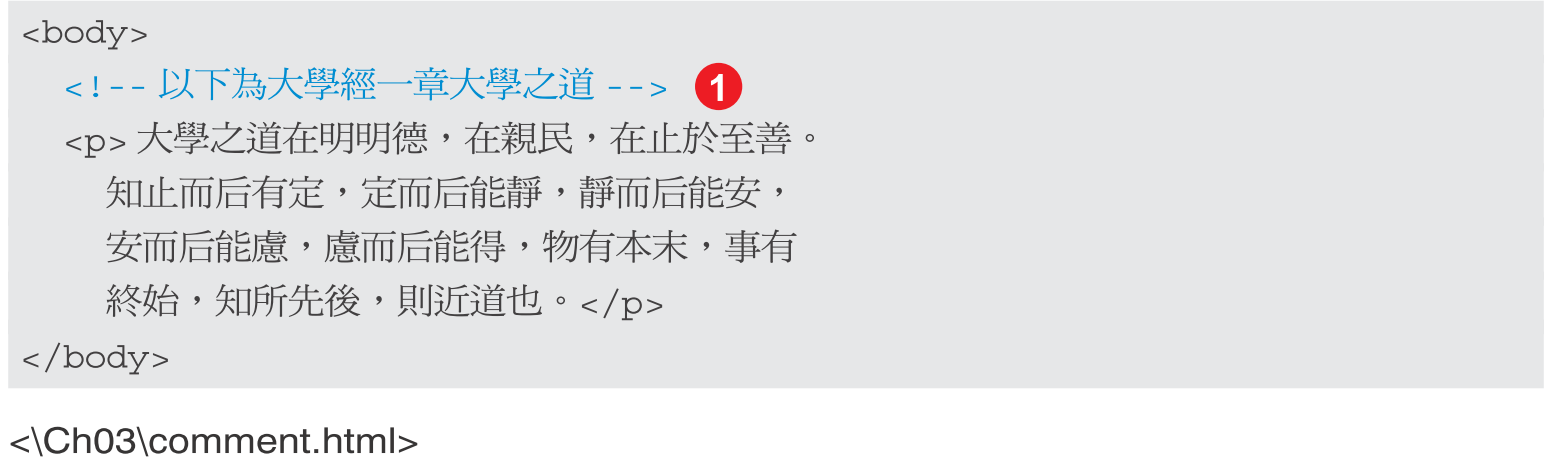 <body>
<!-- 以下為大學經一章大學之道 --> 1
<p> 大學之道在明明德，在親民，在止於至善。
知止而后有定，定而后能靜，靜而后能安，
安而后能慮，慮而后能得，物有本末，事有
終始，知所先後，則近道也。</p>
</body>
<\Ch03\comment.html>